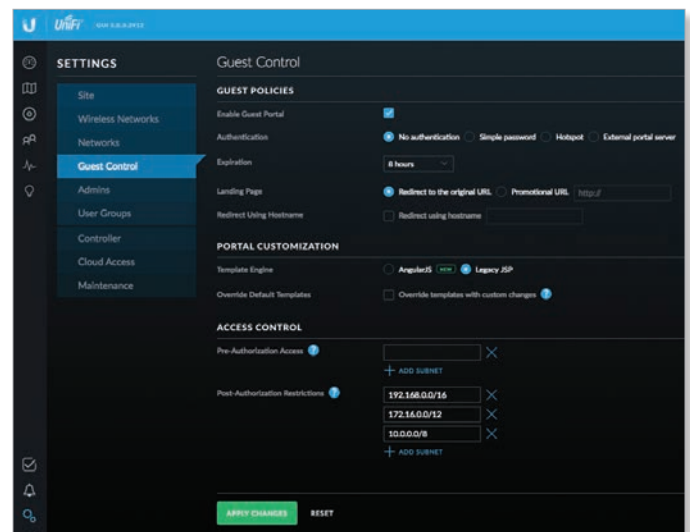 UniFi
SETTINGS
Site
Wireless Networks
Networks
Guest Control
Admins
User Groups
Controller
Cloud Access
Maintenance
Guest Control
GUEST POLICIES
Enable Guest Portal
Authentication
No authentication Simple password Hotspot External portal server
Expiration
8 hours
Landing Page
Redirect to the original URL Promotional URL http://
Redirect Using Hostname
Redirect using hostname
PORTAL CUSTOMIZATION
Template Engine
AngularJS NEW Legacy JSP
Override Default Templates
Override templates with custom changes ?
ACCESS CONTROL
Pre-Authorization Access ?
+ ADD SUBNET
Post-Authorization Restrictions ?
192.168.0.0/16
172.16.0.0/12
10.0.0.0/8
+ ADD SUBNET
APPLY CHANGES RESET